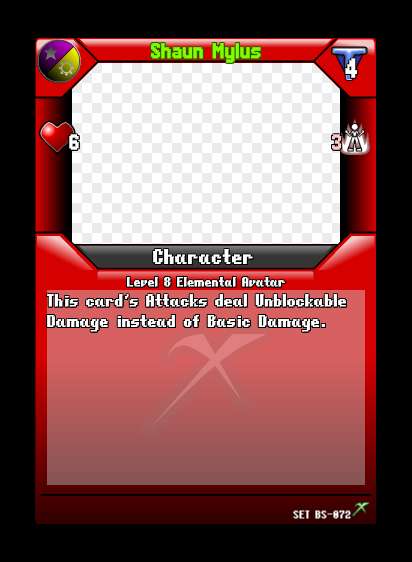 Shaun Mylus
4
6
3
Character
Level 8 Elemental Avatar
This card's Attacks deal Unblockable
Damage instead of Basic Damage.
SET BS-072